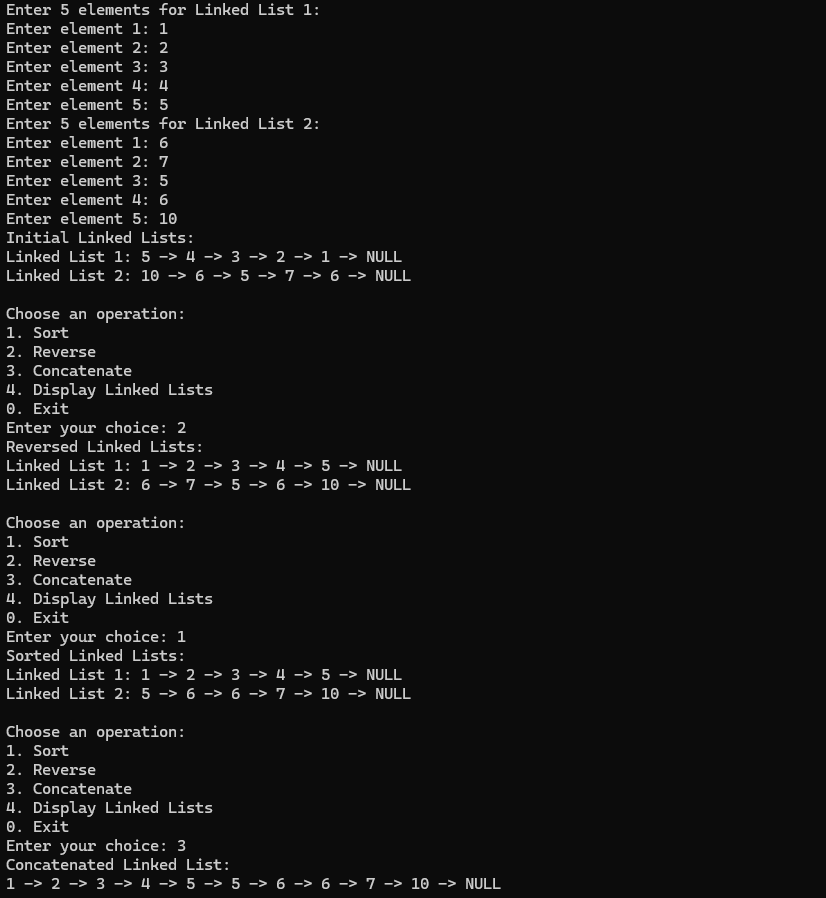 Enter 5 elements for Linked List 1:
Enter element 1: 1
Enter element 2: 2
Enter element 3: 3
Enter element 4: 4
Enter element 5: 5
Enter 5 elements for Linked List 2:
Enter element 1: 6
Enter element 2: 7
Enter element 3: 5
Enter element 4: 6
Enter element 5: 10
Initial Linked Lists:
Linked List 1: 5 -> 4 -> 3 -> 2 -> 1 -> NULL
Linked List 2: 10 -> 6 -> 5 -> 7 -> 6 -> NULL

Choose an operation:
1. Sort
2. Reverse
3. Concatenate
4. Display Linked Lists
0. Exit
Enter your choice: 2
Reversed Linked Lists:
Linked List 1: 1 -> 2 -> 3 -> 4 -> 5 -> NULL
Linked List 2: 6 -> 7 -> 5 -> 6 -> 10 -> NULL

Choose an operation:
1. Sort
2. Reverse
3. Concatenate
4. Display Linked Lists
0. Exit
Enter your choice: 1
Sorted Linked Lists:
Linked List 1: 1 -> 2 -> 3 -> 4 -> 5 -> NULL
Linked List 2: 5 -> 6 -> 6 -> 7 -> 10 -> NULL

Choose an operation:
1. Sort
2. Reverse
3. Concatenate
4. Display Linked Lists
0. Exit
Enter your choice: 3
Concatenated Linked List:
1 -> 2 -> 3 -> 4 -> 5 -> 5 -> 6 -> 6 -> 7 -> 10 -> NULL